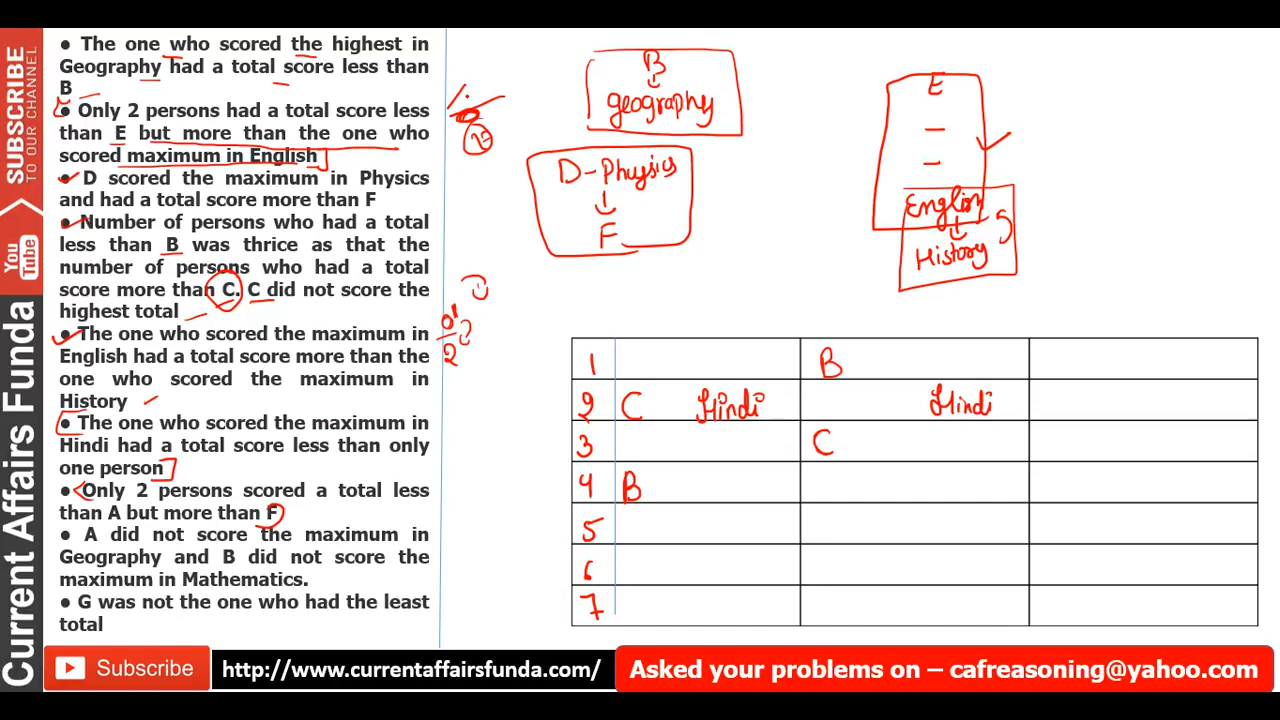 SUBSCRIBE
TO OUR CHANNEL
You Tube
Current Affairs Funda
● The one who scored the highest in
Geography had a total score less than
B
● Only 2 persons had a total score less
than E but more than the one who
scored maximum in English
● D scored the maximum in Physics
and had a total score more than F
● Number of persons who had a total
less than B was thrice as that the
number of persons who had a total
score more than C. C did not score the
highest total
● The one who scored the maximum in
English had a total score more than the
one who scored the maximum in
History
● The one who scored the maximum in
Hindi had a total score less than only
one person
● Only 2 persons scored a total less
than A but more than F
● A did not score the maximum in
Geography and B did not score the
maximum in Mathematics.
● G was not the one who had the least
total
B
geography
D-Physics
F
E
English
History
1 B
2 C Hindi Hindi
3 C
4 B
5
6
7
Subscribe
http://www.currentaffairsfunda.com/
Asked your problems on – cafreasoning@yahoo.com